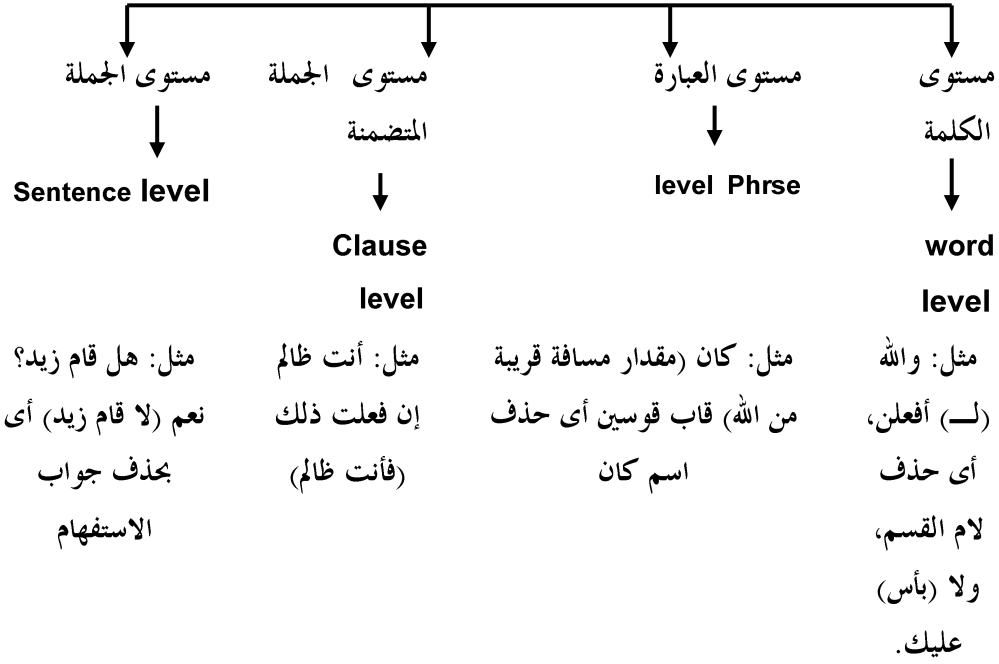 مستوى
الكلمة
word
level
مثل: والله
(لـــ) أفعلن،
أى حذف
لام القسم،
ولا (بأس)
عليك.
مستوى العبارة
level Phrse
مثل: كان (مقدار مسافة قريبة
من الله) قاب قوسين أى حذف
اسم كان
مستوى الجملة
المتضمنة
Clause
level
مثل: أنت ظالم
إن فعلت ذلك
(فأنت ظالم)
مستوى الجملة
Sentence level
مثل: هل قام زيد؟
نعم (لا قام زيد) أى
بحذف جواب
الاستفهام